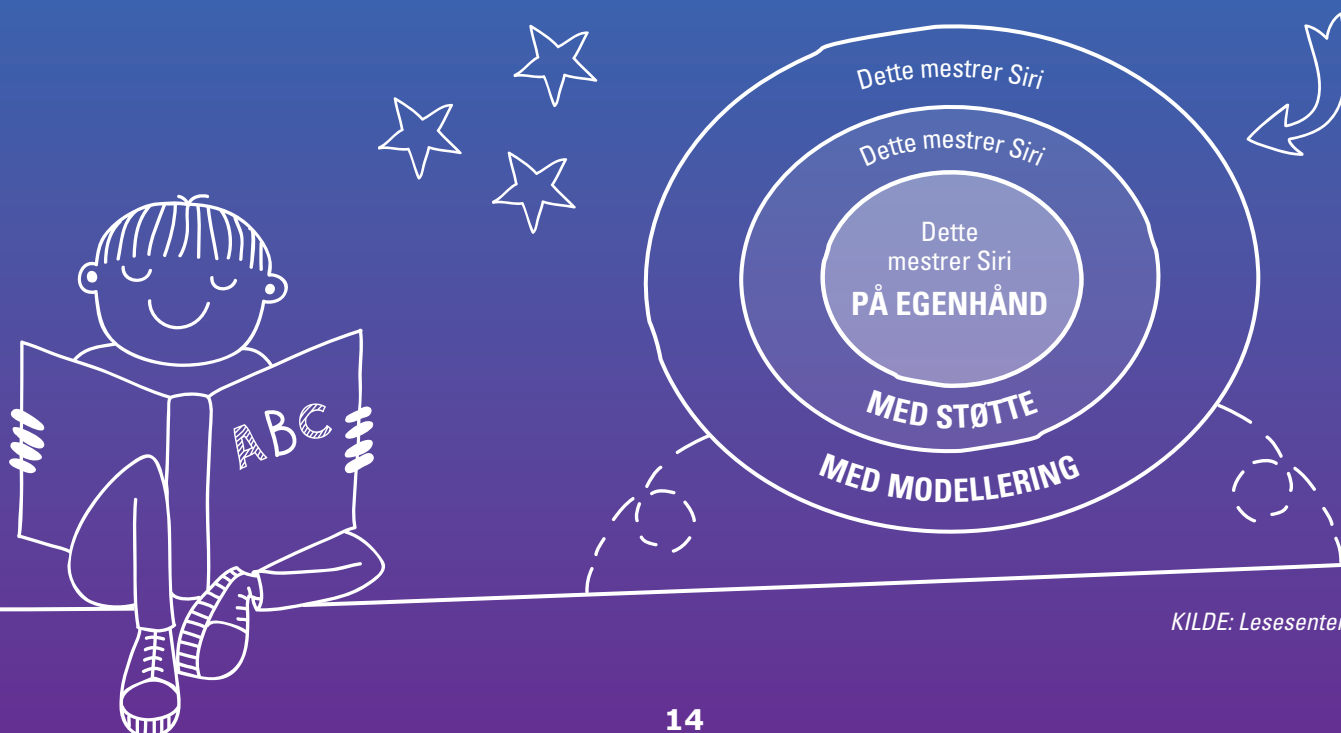 Dette mestrer Siri
Dette mestrer Siri
Dette
mestrer Siri
PÅ EGENHÅND
MED STØTTE
MED MODELLERING
ABC
KILDE: Lesesenter
14